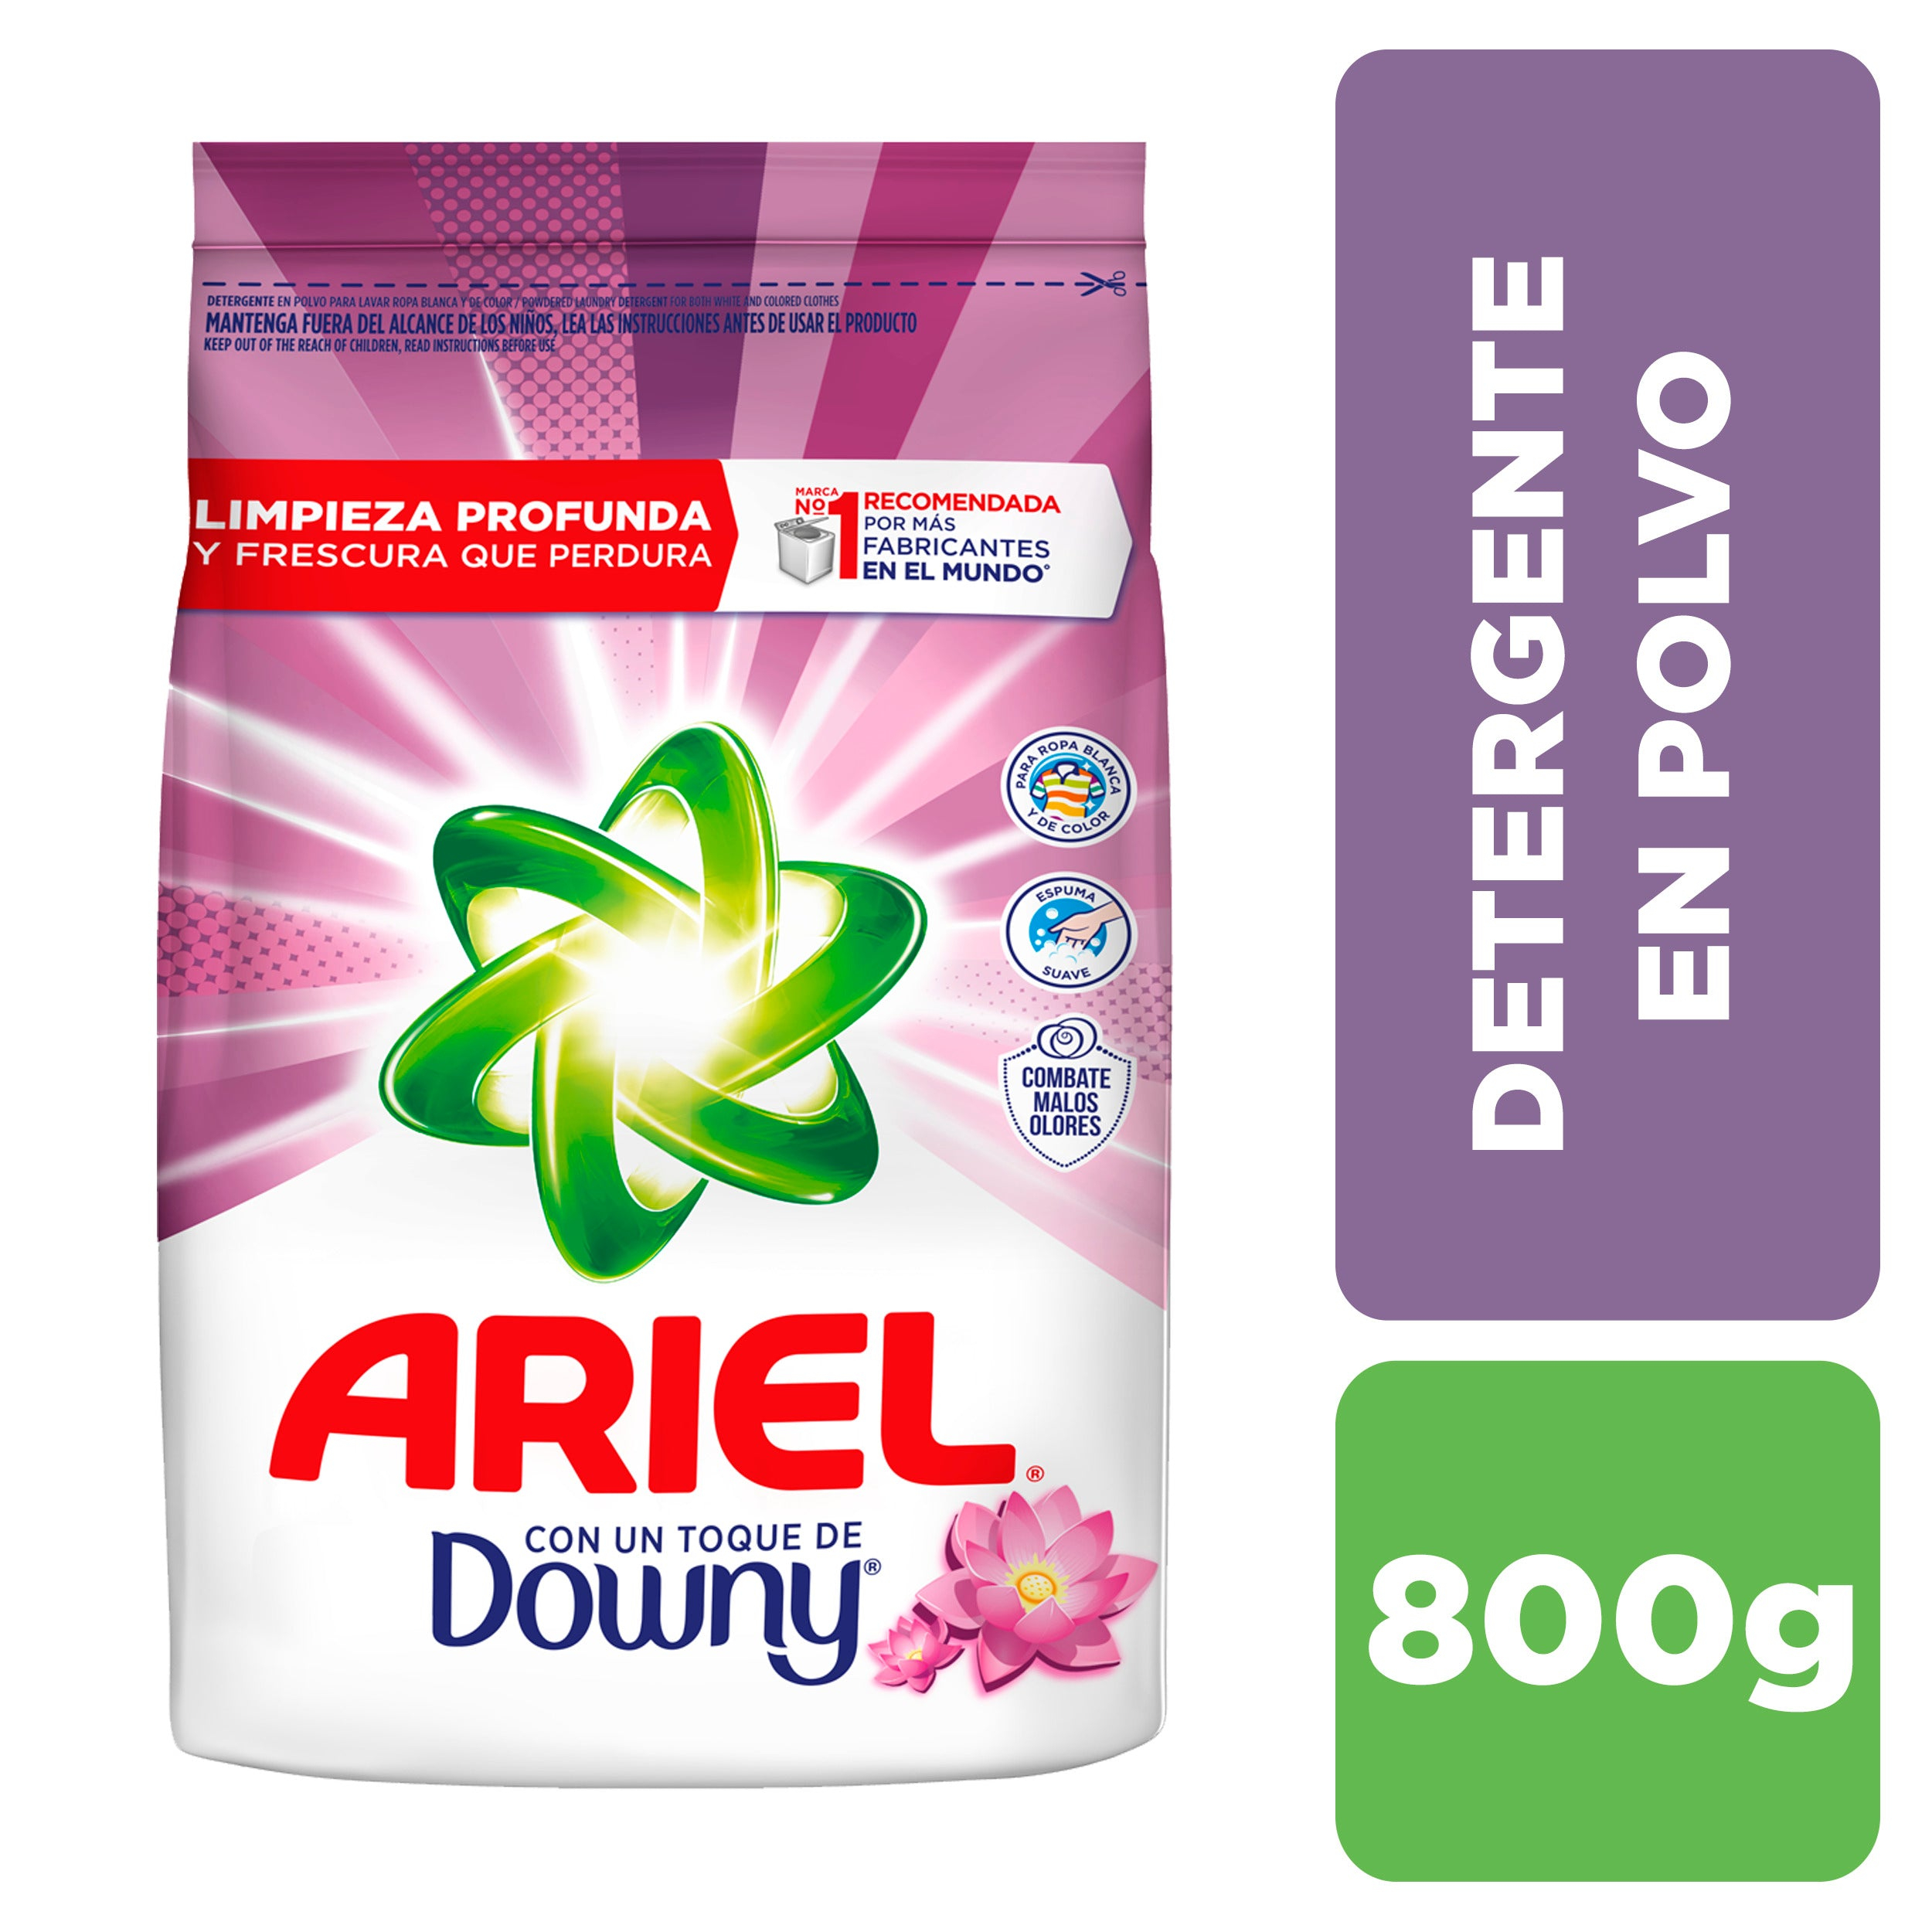 DETERGENTE EN POLVO PARA LAVAR ROPA BLANCA Y DE COLOR / POWDERED LAUNDRY DETERGENT FOR BOTH WHITE AND COLORED CLOTHES
MANTENGA FUERA DEL ALCANCE DE LOS NIÑOS, LEA LAS INSTRUCCIONES ANTES DE USAR EL PRODUCTO
KEEP OUT OF THE REACH OF CHILDREN, READ INSTRUCTIONS BEFORE USE
LIMPIEZA PROFUNDA
Y FRESCURA QUE PERDURA
MARCA
Nº1
RECOMENDADA
POR MÁS
FABRICANTES
EN EL MUNDO°
PARA ROPA BLANCA
Y DE COLOR
ESPUMA
SUAVE
COMBATE
MALOS
OLORES
ARIEL®
CON UN TOQUE DE
Downy®
DETERGENTE
EN POLVO
800g